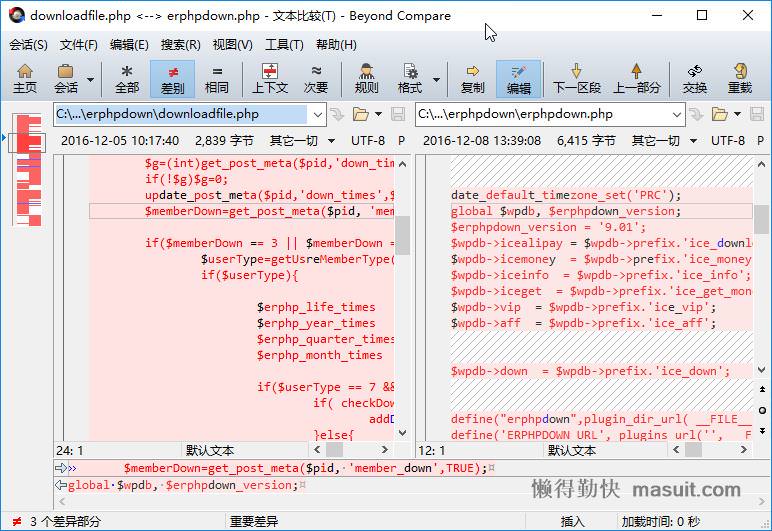 downloadfile.php <--> erphpdown.php - 文本比较(T) - Beyond Compare
会话(S) 文件(F) 编辑(E) 搜索(R) 视图(V) 工具(T) 帮助(H)
主页 会话 全部 差别 相同 上下文 次要 规则 格式 复制 编辑 下一区段 上一部分 交换 重载
C:\...\erphpdown\downloadfile.php
C:\...\erphpdown\erphpdown.php
2016-12-05 10:17:40 2,839 字节 其它一切 UTF-8 P
2016-12-08 13:39:08 6,415 字节 其它一切 UTF-8 P
$g=(int)get_post_meta($pid,'down_tim
if(!$g)$g=0;
update_post_meta($pid,'down_times',$
$memberDown=get_post_meta($pid, 'mem
if($memberDown == 3 || $memberDown =
$userType=getUsreMemberType(
if($userType){
$erphp_life_times
$erphp_year_times
$erphp_quarter_times
$erphp_month_times
if($userType == 7 &&
if( checkDow
addD
}else{
24: 1 默认文本
date_default_timezone_set('PRC');
global $wpdb, $erphpdown_version;
$erphpdown_version = '9.01';
$wpdb->icealipay = $wpdb->prefix.'ice_downl
$wpdb->icemoney = $wpdb->prefix.'ice_money
$wpdb->iceinfo = $wpdb->prefix.'ice_info';
$wpdb->iceget = $wpdb->prefix.'ice_get_mon
$wpdb->vip = $wpdb->prefix.'ice_vip';
$wpdb->aff = $wpdb->prefix.'ice_aff';
$wpdb->down = $wpdb->prefix.'ice_down';
define("erphpdown",plugin_dir_url( __FILE__
define('ERPHPDOWN_URL', plugins_url('', __F
12: 1 默认文本
$memberDown=get_post_meta($pid,·'member_down',TRUE);¤
global·$wpdb,·$erphpdown_version;¤
懒得勤快 masuit.com
3 个差异部分 重要差异 插入 加载时间: 0 秒